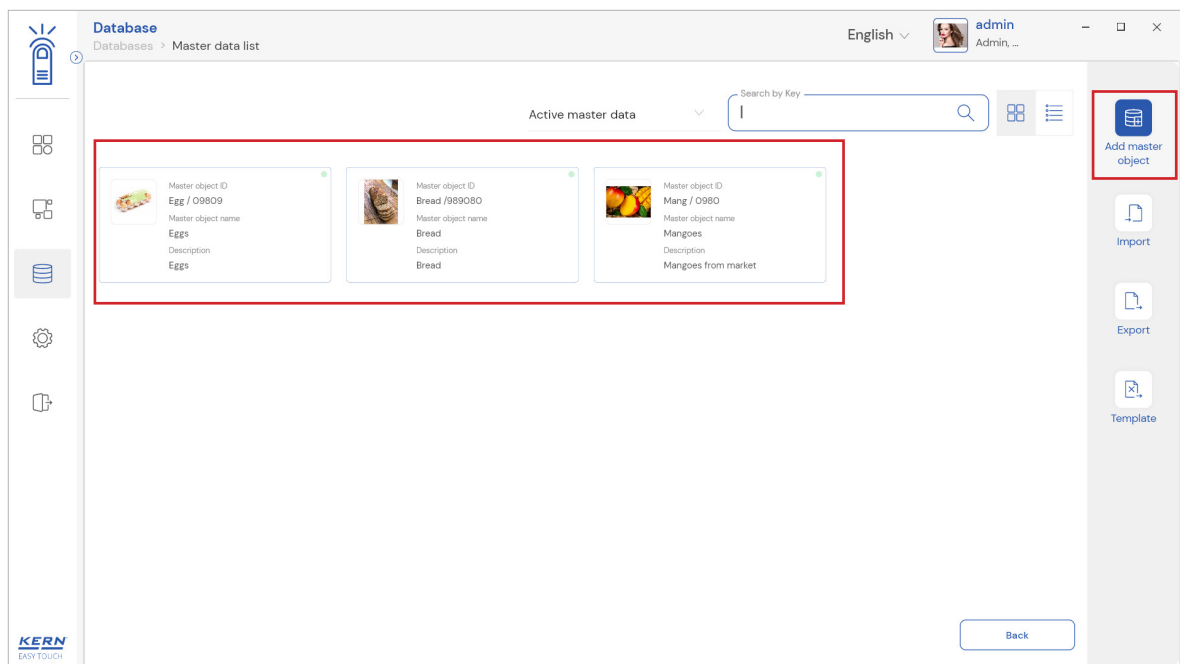 Database
Databases > Master data list
English
admin
Admin, ...
Active master data
Search by Key
Add master
object
Master object ID
Egg / 09809
Master object name
Eggs
Description
Eggs
Master object ID
Bread /989080
Master object name
Bread
Description
Bread
Master object ID
Mang / 0980
Master object name
Mangoes
Description
Mangoes from market
Import
Export
Template
Back
KERN
EASY TOUCH